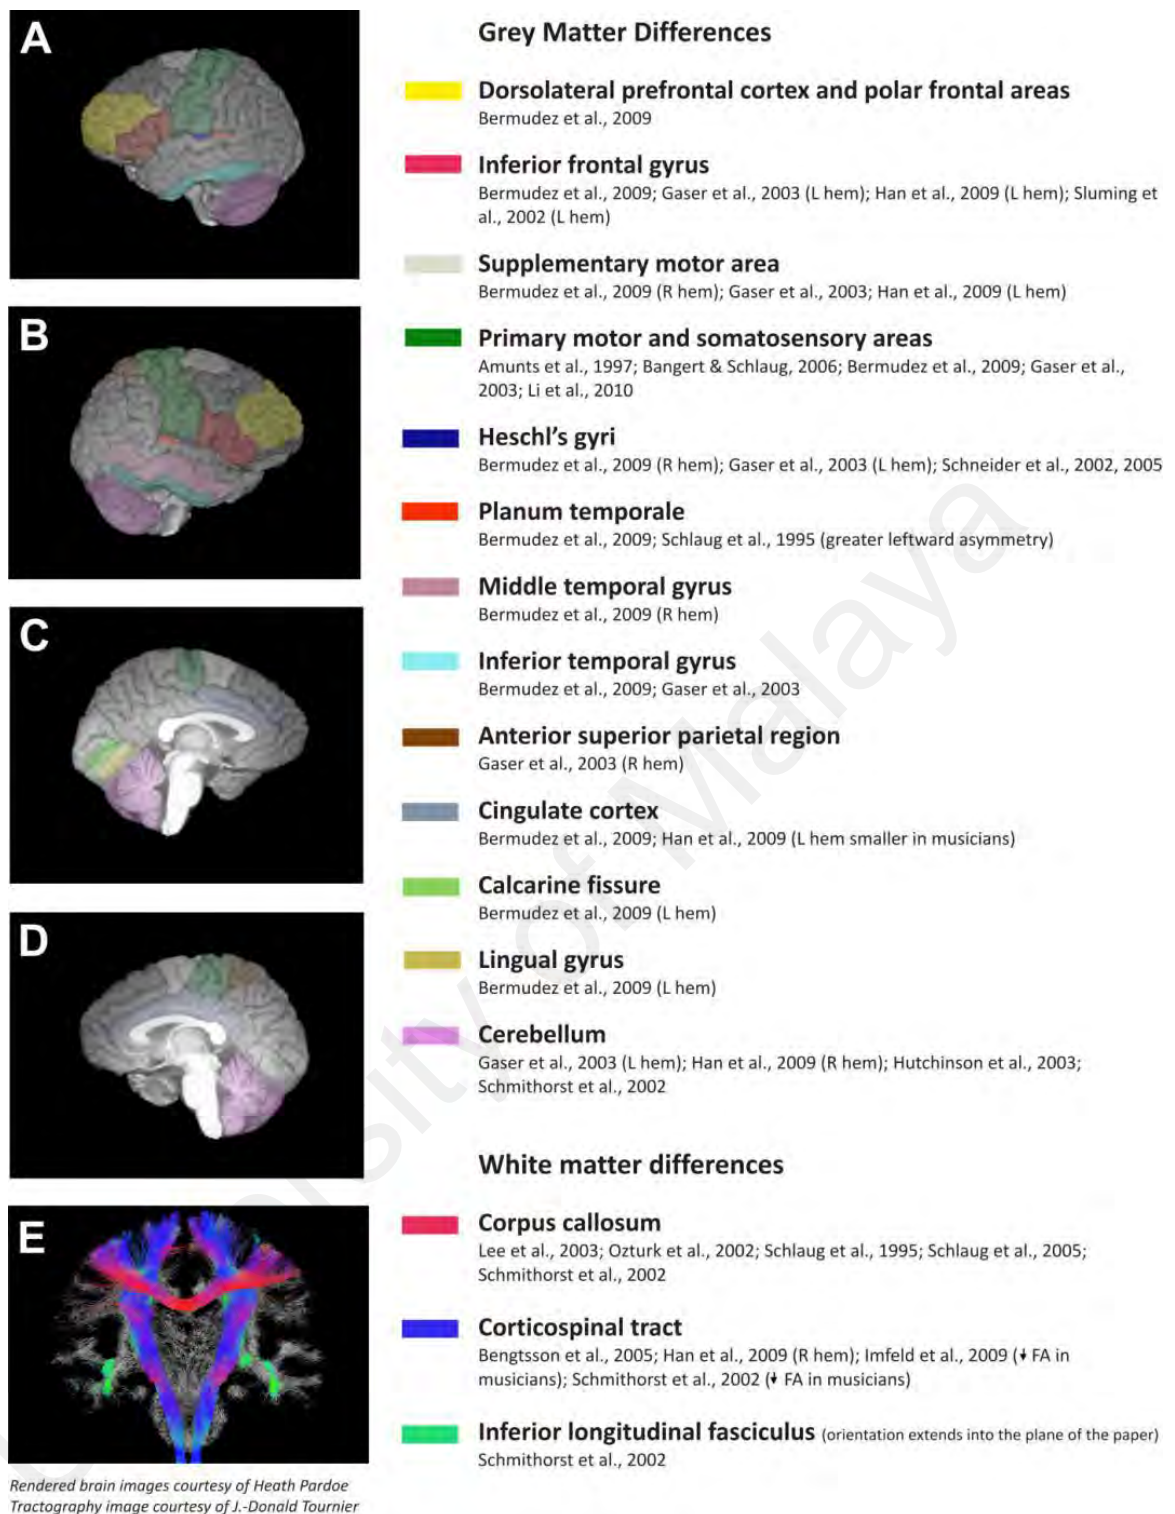 A
B
C
D
E
Grey Matter Differences
Dorsolateral prefrontal cortex and polar frontal areas
Bermudez et al., 2009
Inferior frontal gyrus
Bermudez et al., 2009; Gaser et al., 2003 (L hem); Han et al., 2009 (L hem); Sluming et
al., 2002 (L hem)
Supplementary motor area
Bermudez et al., 2009 (R hem); Gaser et al., 2003; Han et al., 2009 (L hem)
Primary motor and somatosensory areas
Amunts et al., 1997; Bangert & Schlaug, 2006; Bermudez et al., 2009; Gaser et al.,
2003; Li et al., 2010
Heschl's gyri
Bermudez et al., 2009 (R hem); Gaser et al., 2003 (L hem); Schneider et al., 2002, 2005
Planum temporale
Bermudez et al., 2009; Schlaug et al., 1995 (greater leftward asymmetry)
Middle temporal gyrus
Bermudez et al., 2009 (R hem)
Inferior temporal gyrus
Bermudez et al., 2009; Gaser et al., 2003
Anterior superior parietal region
Gaser et al., 2003 (R hem)
Cingulate cortex
Bermudez et al., 2009; Han et al., 2009 (L hem smaller in musicians)
Calcarine fissure
Bermudez et al., 2009 (L hem)
Lingual gyrus
Bermudez et al., 2009 (L hem)
Cerebellum
Gaser et al., 2003 (L hem); Han et al., 2009 (R hem); Hutchinson et al., 2003;
Schmithorst et al., 2002
White matter differences
Corpus callosum
Lee et al., 2003; Ozturk et al., 2002; Schlaug et al., 1995; Schlaug et al., 2005;
Schmithorst et al., 2002
Corticospinal tract
Bengtsson et al., 2005; Han et al., 2009 (R hem); Imfeld et al., 2009 (↓ FA in
musicians); Schmithorst et al., 2002 (↓ FA in musicians)
Inferior longitudinal fasciculus (orientation extends into the plane of the paper)
Schmithorst et al., 2002
Rendered brain images courtesy of Heath Pardoe
Tractography image courtesy of J.-Donald Tournier
of Malaya